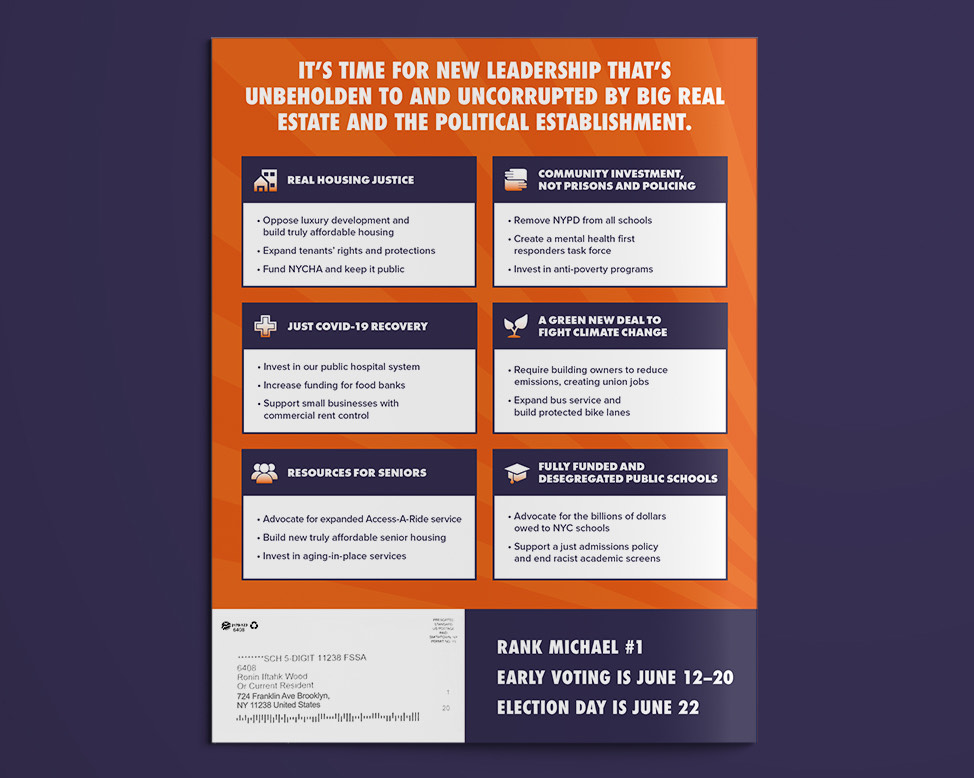 IT'S TIME FOR NEW LEADERSHIP THAT'S
UNBEHOLDEN TO AND UNCORRUPTED BY BIG REAL
ESTATE AND THE POLITICAL ESTABLISHMENT.
REAL HOUSING JUSTICE
• Oppose luxury development and
build truly affordable housing
• Expand tenants' rights and protections
• Fund NYCHA and keep it public
COMMUNITY INVESTMENT,
NOT PRISONS AND POLICING
• Remove NYPD from all schools
• Create a mental health first
responders task force
• Invest in anti-poverty programs
JUST COVID-19 RECOVERY
• Invest in our public hospital system
• Increase funding for food banks
• Support small businesses with
commercial rent control
A GREEN NEW DEAL TO
FIGHT CLIMATE CHANGE
• Require building owners to reduce
emissions, creating union jobs
• Expand bus service and
build protected bike lanes
RESOURCES FOR SENIORS
• Advocate for expanded Access-A-Ride service
• Build new truly affordable senior housing
• Invest in aging-in-place services
FULLY FUNDED AND
DESEGREGATED PUBLIC SCHOOLS
• Advocate for the billions of dollars
owed to NYC schools
• Support a just admissions policy
and end racist academic screens
6408
********SCH 5-DIGIT 11238 FSSA
6408
Ronin Iftahk Wood
Or Current Resident
724 Franklin Ave Brooklyn,
NY 11238 United States
1
20
RANK MICHAEL #1
EARLY VOTING IS JUNE 12–20
ELECTION DAY IS JUNE 22